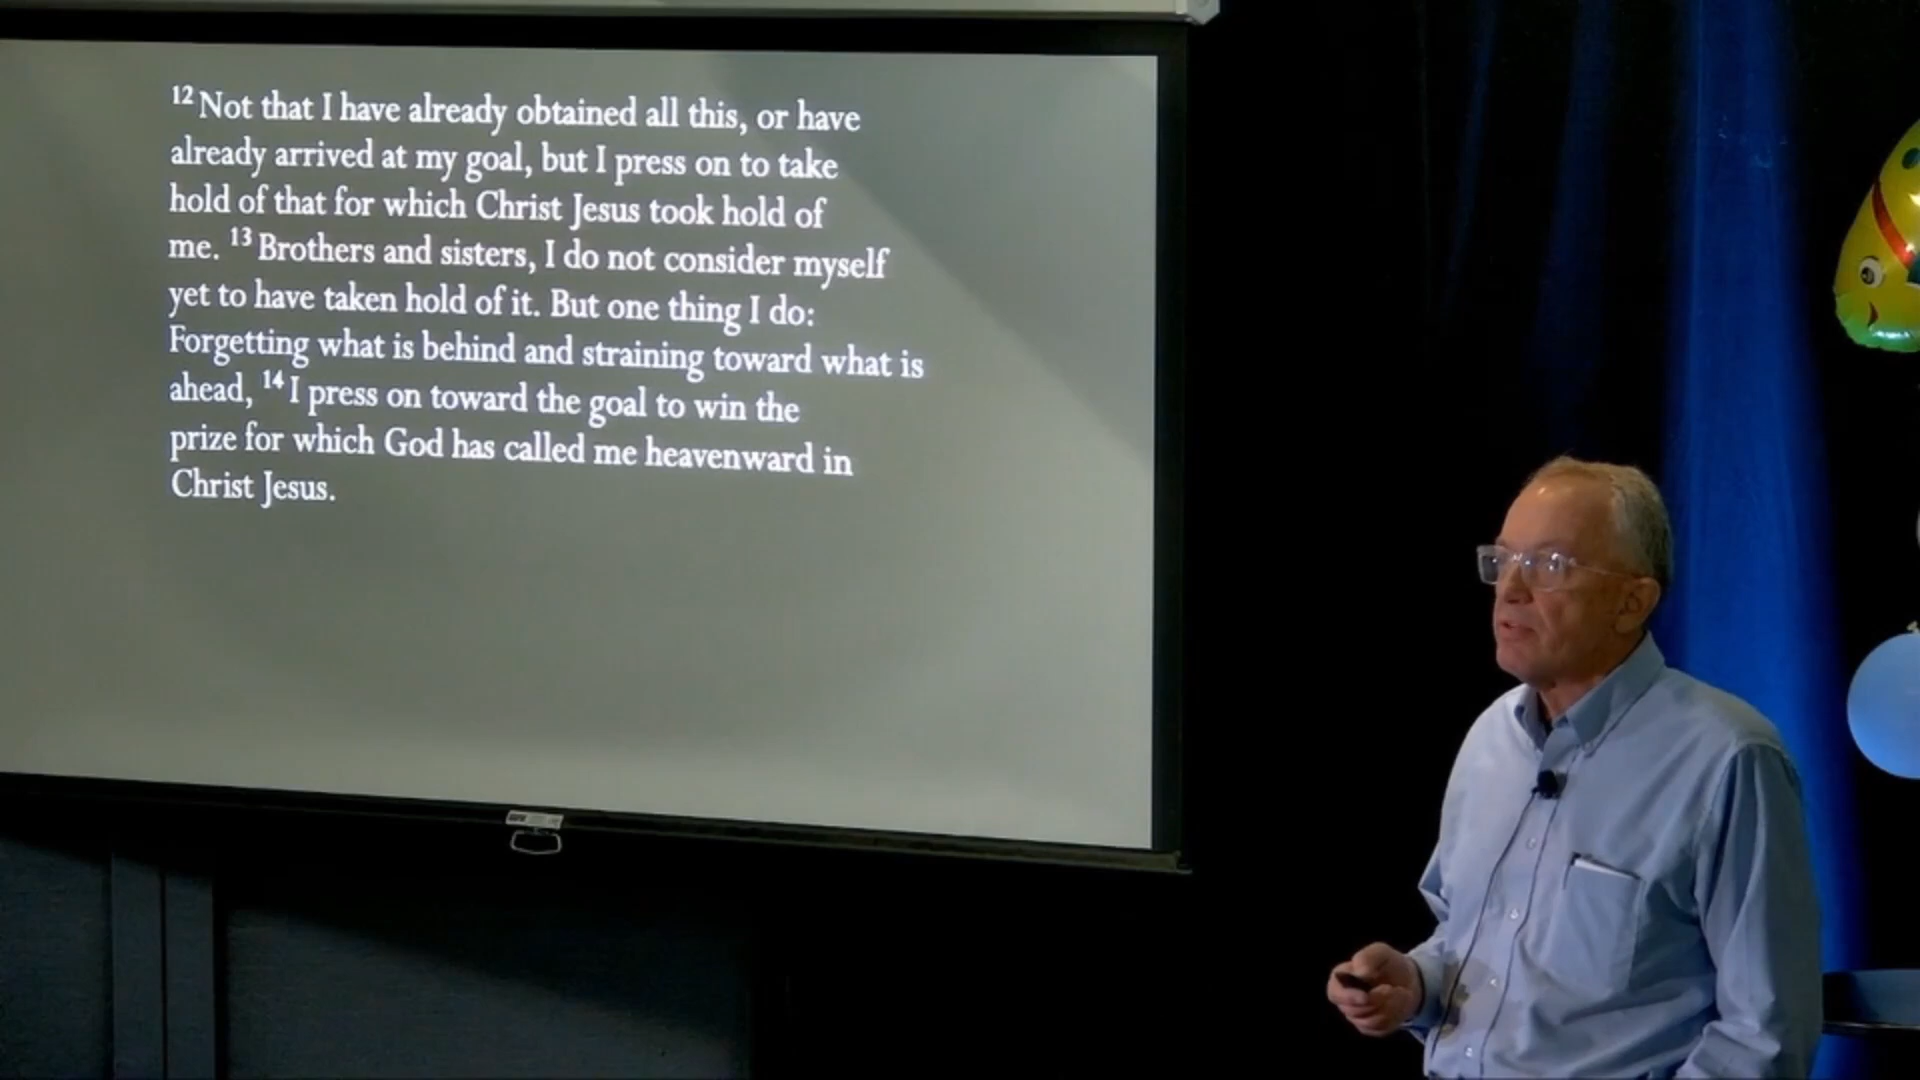 12 Not that I have already obtained all this, or have
already arrived at my goal, but I press on to take
hold of that for which Christ Jesus took hold of
me. 13 Brothers and sisters, I do not consider myself
yet to have taken hold of it. But one thing I do:
Forgetting what is behind and straining toward what is
ahead, 14 I press on toward the goal to win the
prize for which God has called me heavenward in
Christ Jesus.